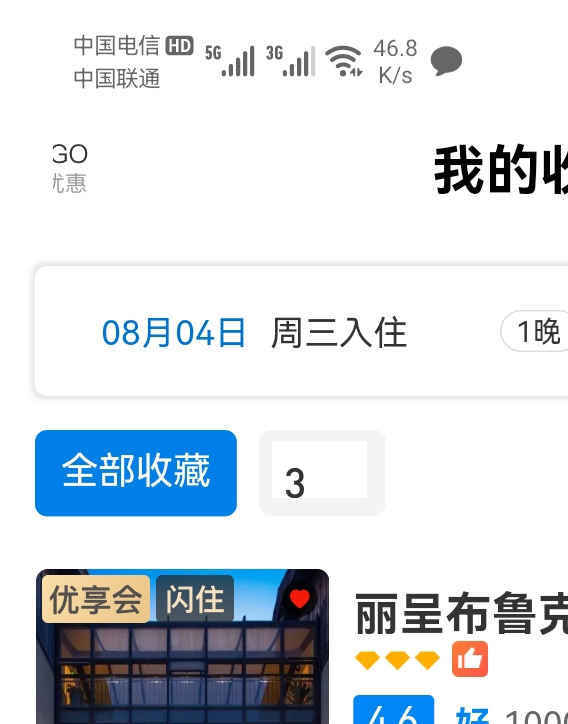 中国电信 HD 5G 3G 46.8
中国联通 K/s
GO
优惠
我的收
08月04日 周三入住 1晚
全部收藏 3
优享会 闪住
丽呈布鲁克
4.6 好